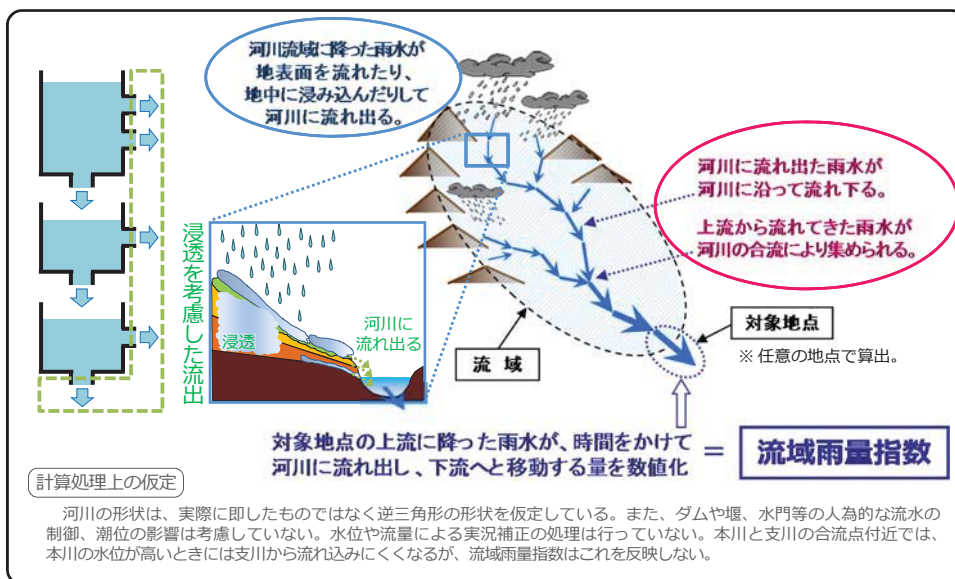 河川流域に降った雨水が
地表面を流れたり、
地中に浸み込んだりして
河川に流れ出る。
河川に流れ出た雨水が
河川に沿って流れ下る。
上流から流れてきた雨水が
河川の合流により集められる。
浸透を考慮した流出
浸透
河川に
流れ出る
流 域
対象地点
※ 任意の地点で算出。
対象地点の上流に降った雨水が、時間をかけて
河川に流れ出し、下流へと移動する量を数値化
=
流域雨量指数
計算処理上の仮定
河川の形状は、実際に即したものではなく逆三角形の形状を仮定している。また、ダムや堰、水門等の人為的な流水の
制御、潮位の影響は考慮していない。水位や流量による実況補正の処理は行っていない。本川と支川の合流点付近では、
本川の水位が高いときには支川から流れ込みにくくなるが、流域雨量指数はこれを反映しない。